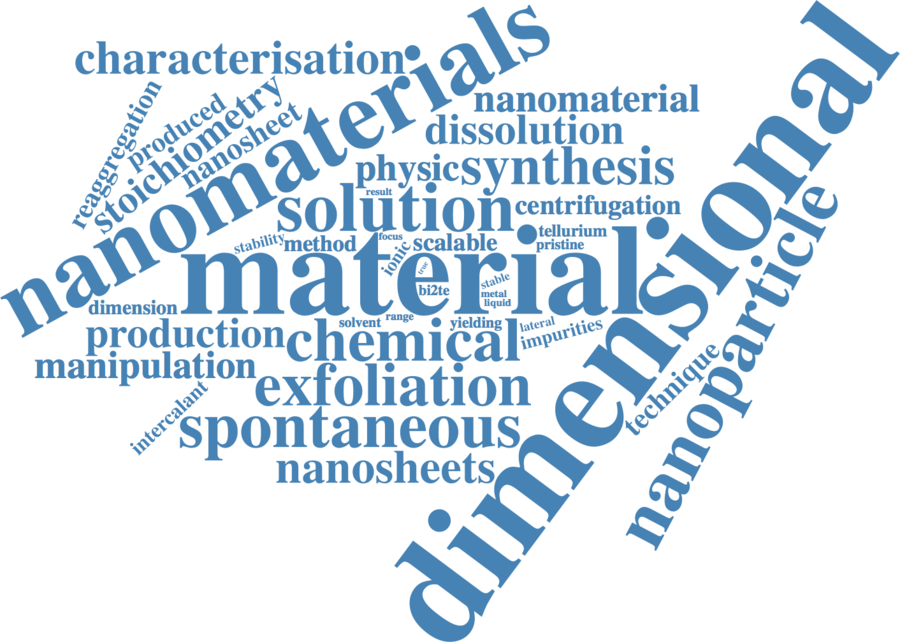 characterisation
nanomaterials
dimensional
reaggregation
produced
stoichiometry
nanosheet
nanomaterial
dissolution
physic
synthesis
result
solution
centrifugation
stability
method
focus
ionic
scalable
tellurium
pristine
material
true
bi2te
stable
metal
liquid
nanoparticle
dimension
production
solvent
range
yielding
lateral
impurities
chemical
manipulation
technique
exfoliation
intercalant
spontaneous
nanosheets